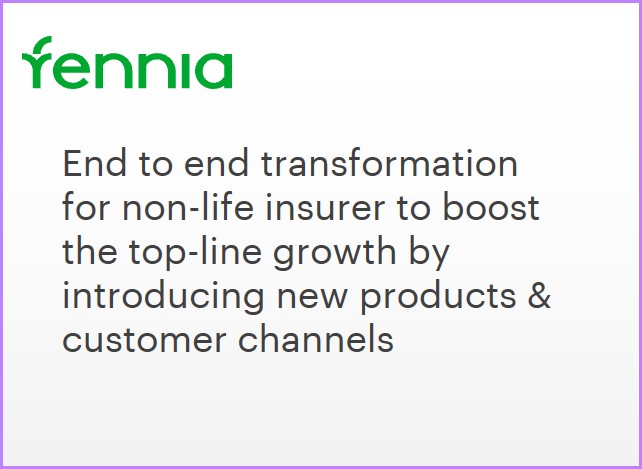 fennia
End to end transformation
for non-life insurer to boost
the top-line growth by
introducing new products &
customer channels